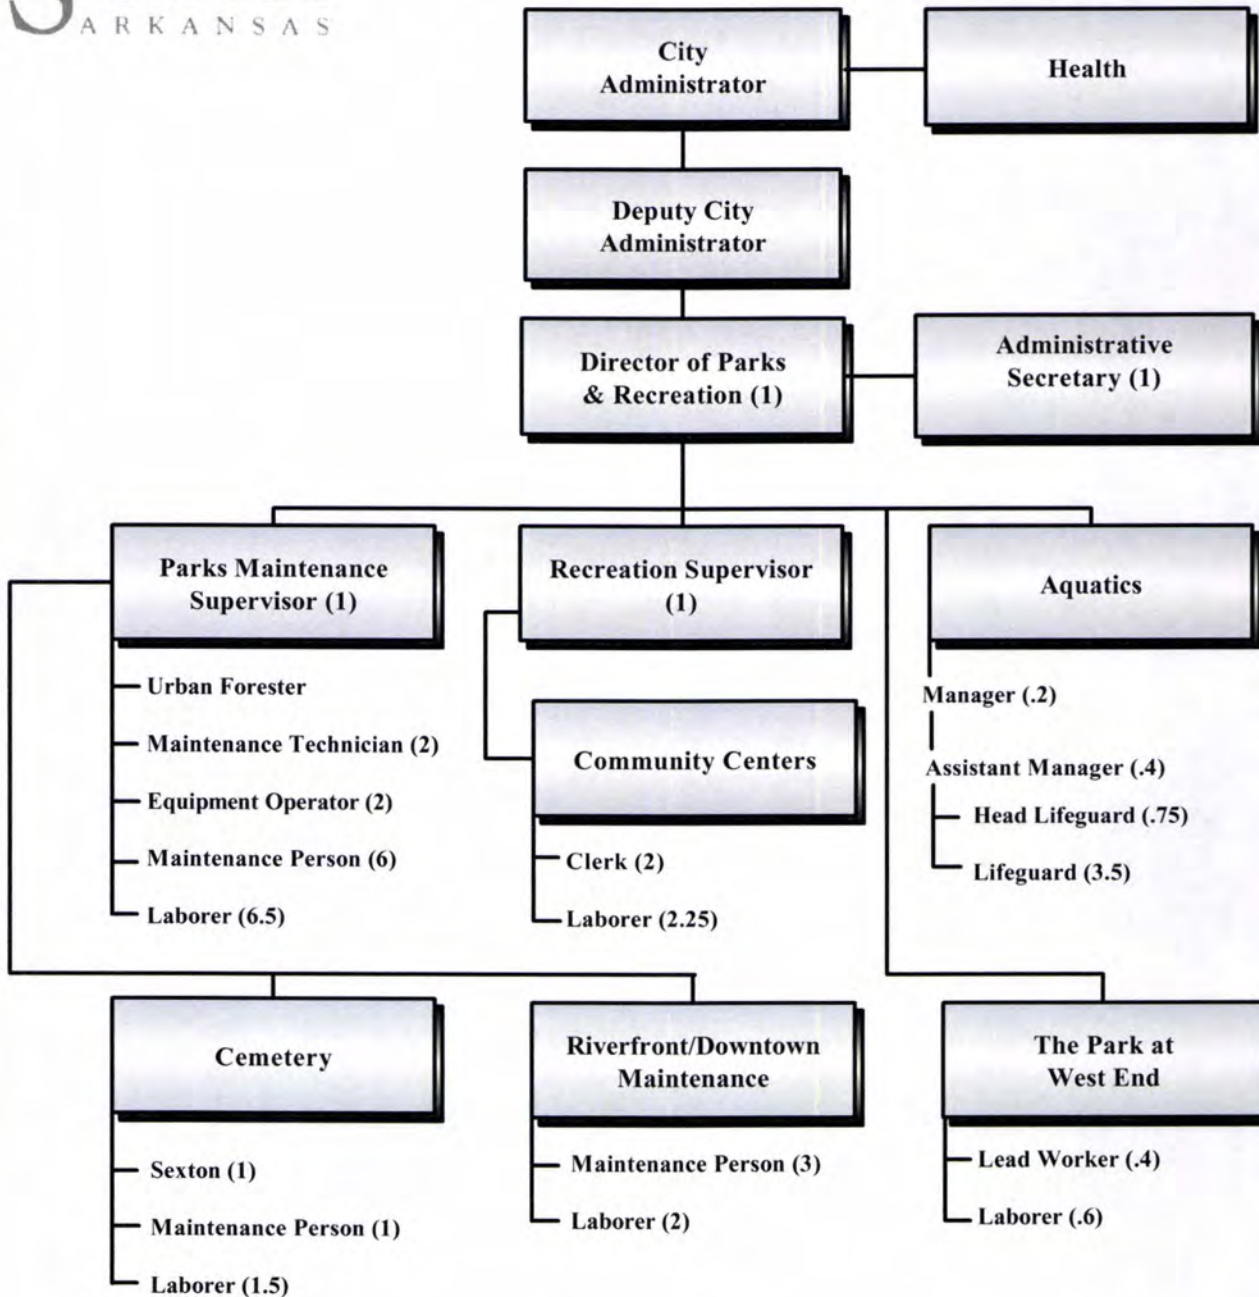 ARKANSAS
City
Administrator
Health
Deputy City
Administrator
Director of Parks
& Recreation (1)
Administrative
Secretary (1)
Parks Maintenance
Supervisor (1)
Recreation Supervisor
(1)
Aquatics
Urban Forester
Maintenance Technician (2)
Equipment Operator (2)
Maintenance Person (6)
Laborer (6.5)
Community Centers
Clerk (2)
Laborer (2.25)
Manager (.2)
Assistant Manager (.4)
Head Lifeguard (.75)
Lifeguard (3.5)
Cemetery
Sexton (1)
Maintenance Person (1)
Laborer (1.5)
Riverfront/Downtown
Maintenance
Maintenance Person (3)
Laborer (2)
The Park at
West End
Lead Worker (.4)
Laborer (.6)